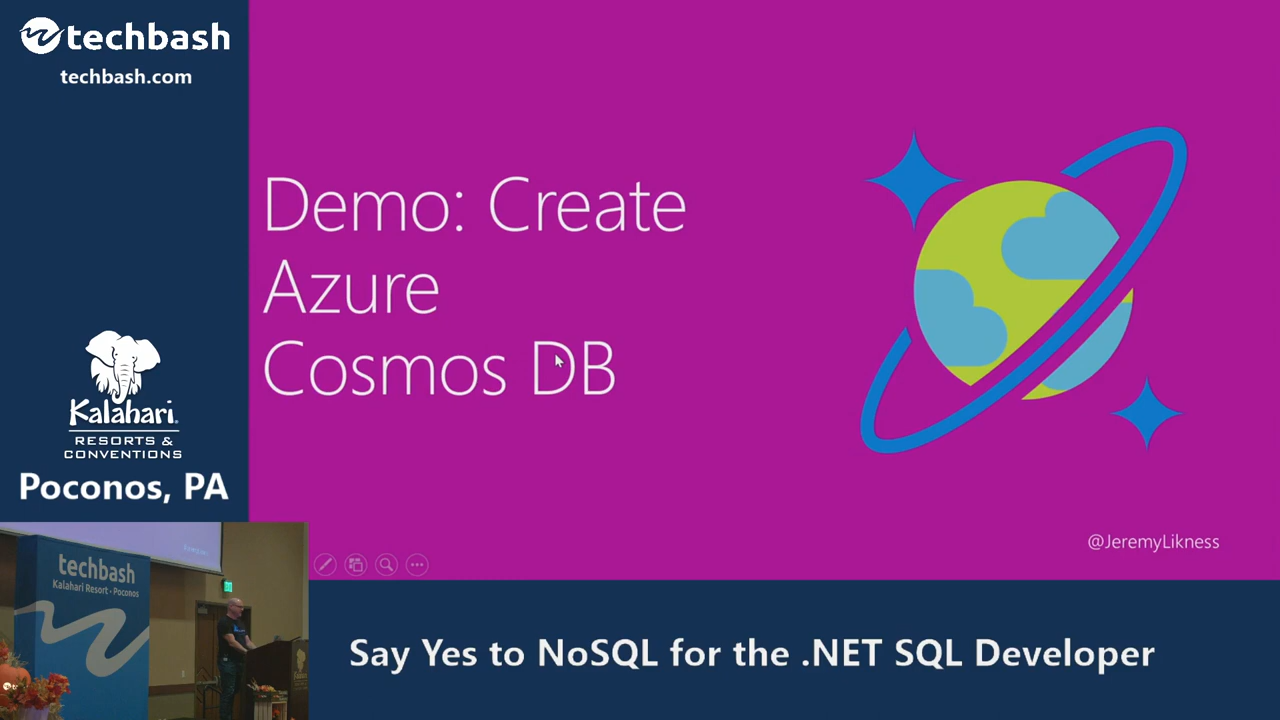 techbash
techbash.com
Demo: Create
Azure
Cosmos DB
@JeremyLikness
Kalahari®
RESORTS &
CONVENTIONS
Poconos, PA
techbash
Kalahari Resort - Poconos
Say Yes to NoSQL for the .NET SQL Developer